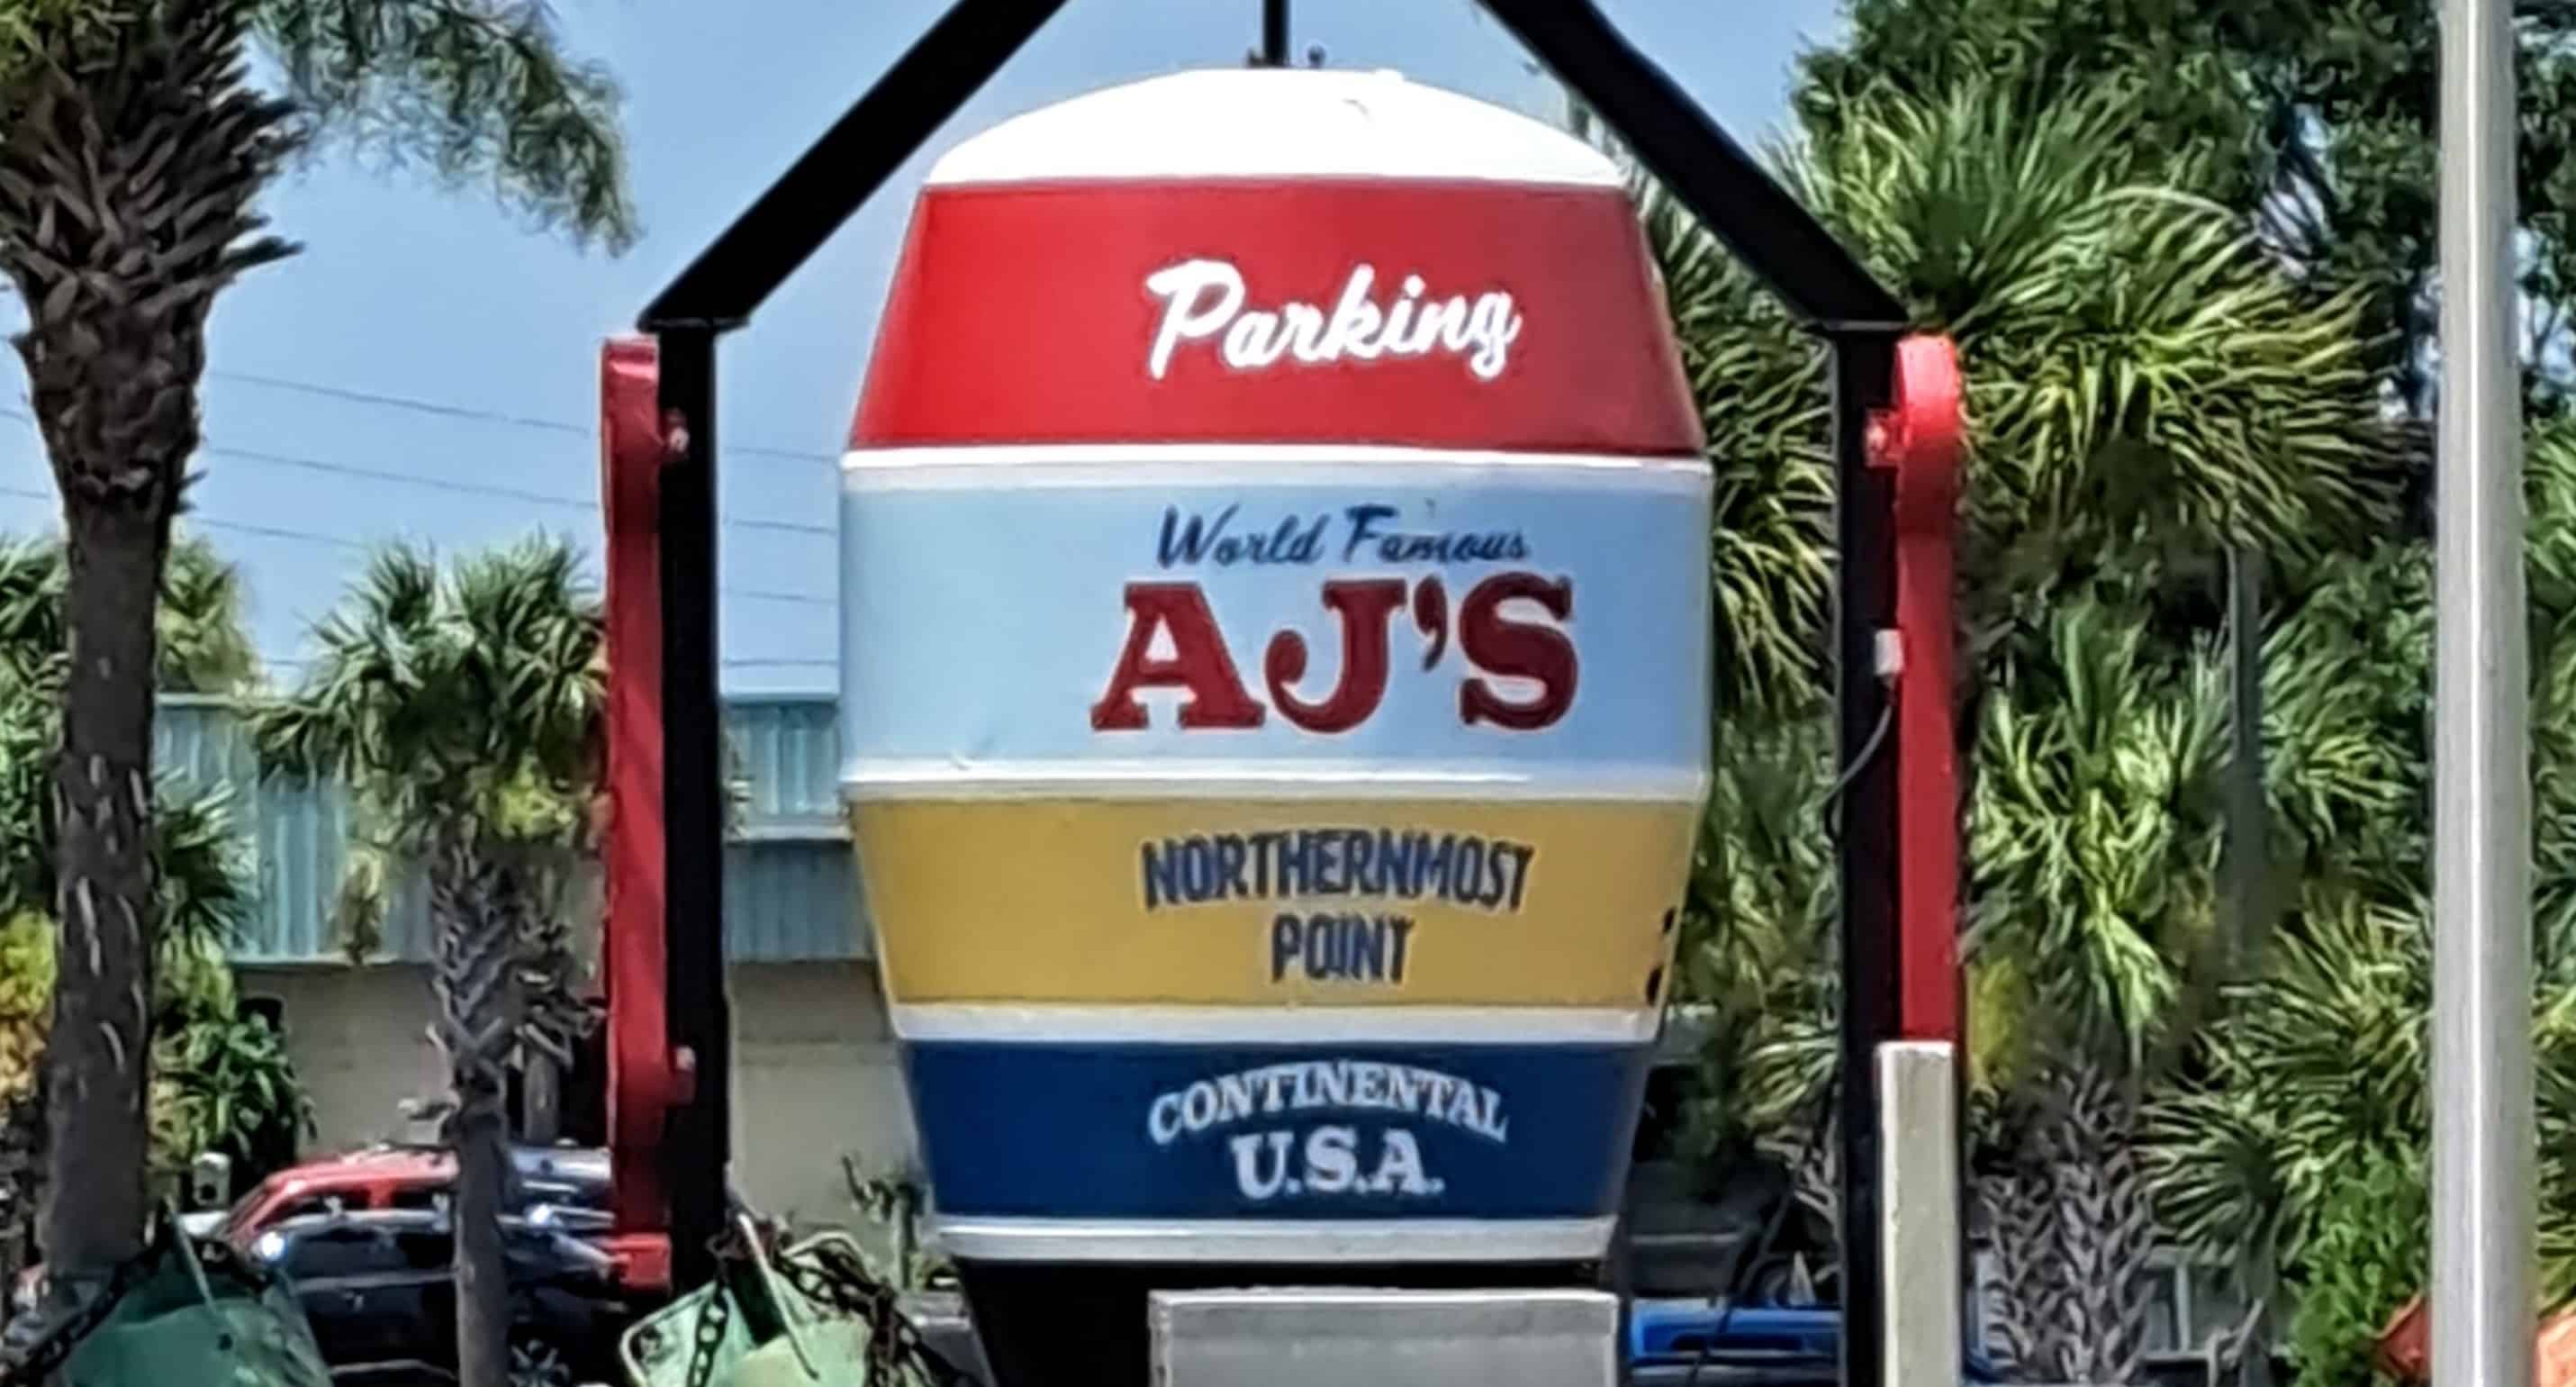 Parking
World Famous
AJ'S
NORTHERNMOST
POINT
CONTINENTAL
U.S.A.